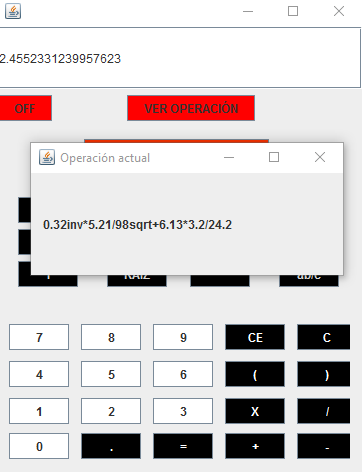 2.4552331239957623
OFF
VER OPERACIÓN
Operación actual
0.32inv*5.21/98sqrt+6.13*3.2/24.2
RAIZ
ab/c
7 8 9 CE C
4 5 6 ( )
1 2 3 X /
0 . = + -